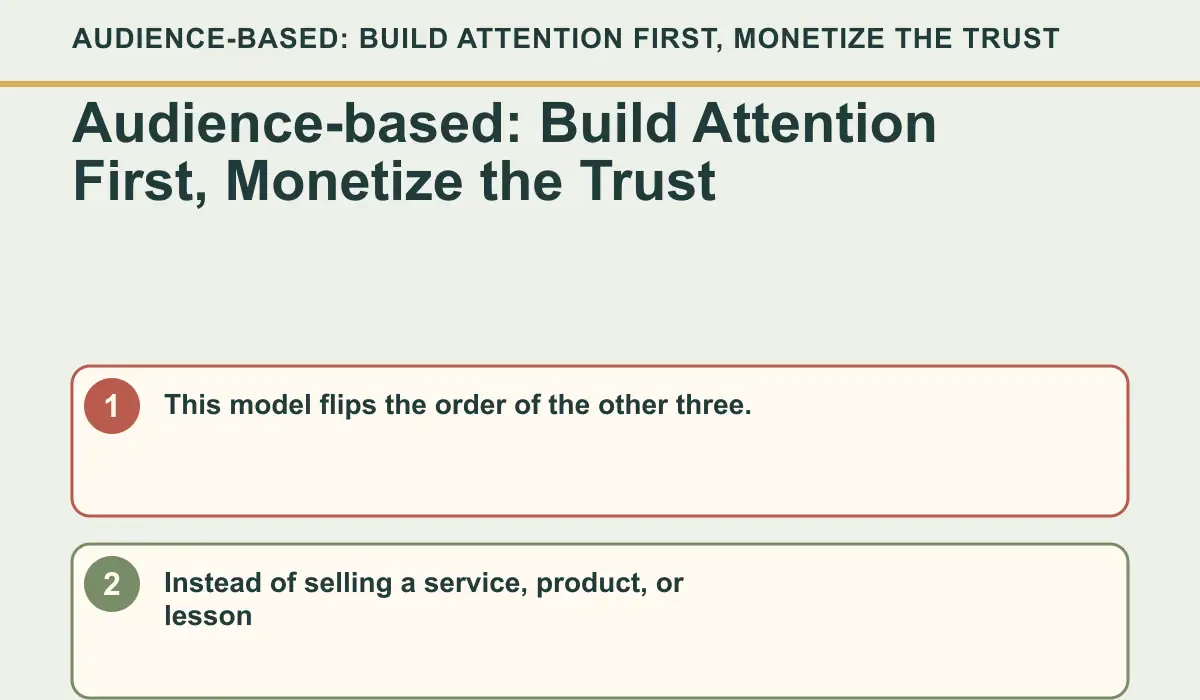 AUDIENCE-BASED: BUILD ATTENTION FIRST, MONETIZE THE TRUST
Audience-based: Build Attention
First, Monetize the Trust
1 This model flips the order of the other three.
2 Instead of selling a service, product, or
lesson